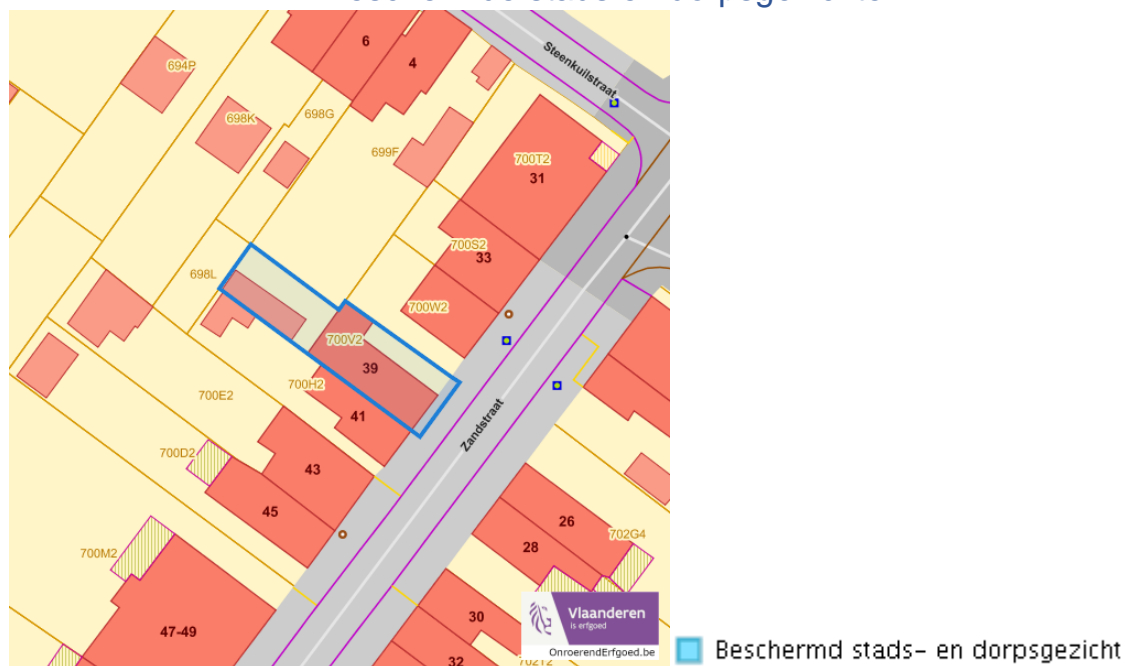 6
4
Steenkuilstraat
694P
698K
698G
699F
700T2
31
700S2
33
698L
700W2
700V2
39
700H2
41
700E2
Zandstraat
700D2
43
45
26
28
702G4
700M2
47-49
30
32
702T2
Vlaanderen
is erfgoed
OnroerendErfgoed.be
Beschermd stads- en dorpsgezicht